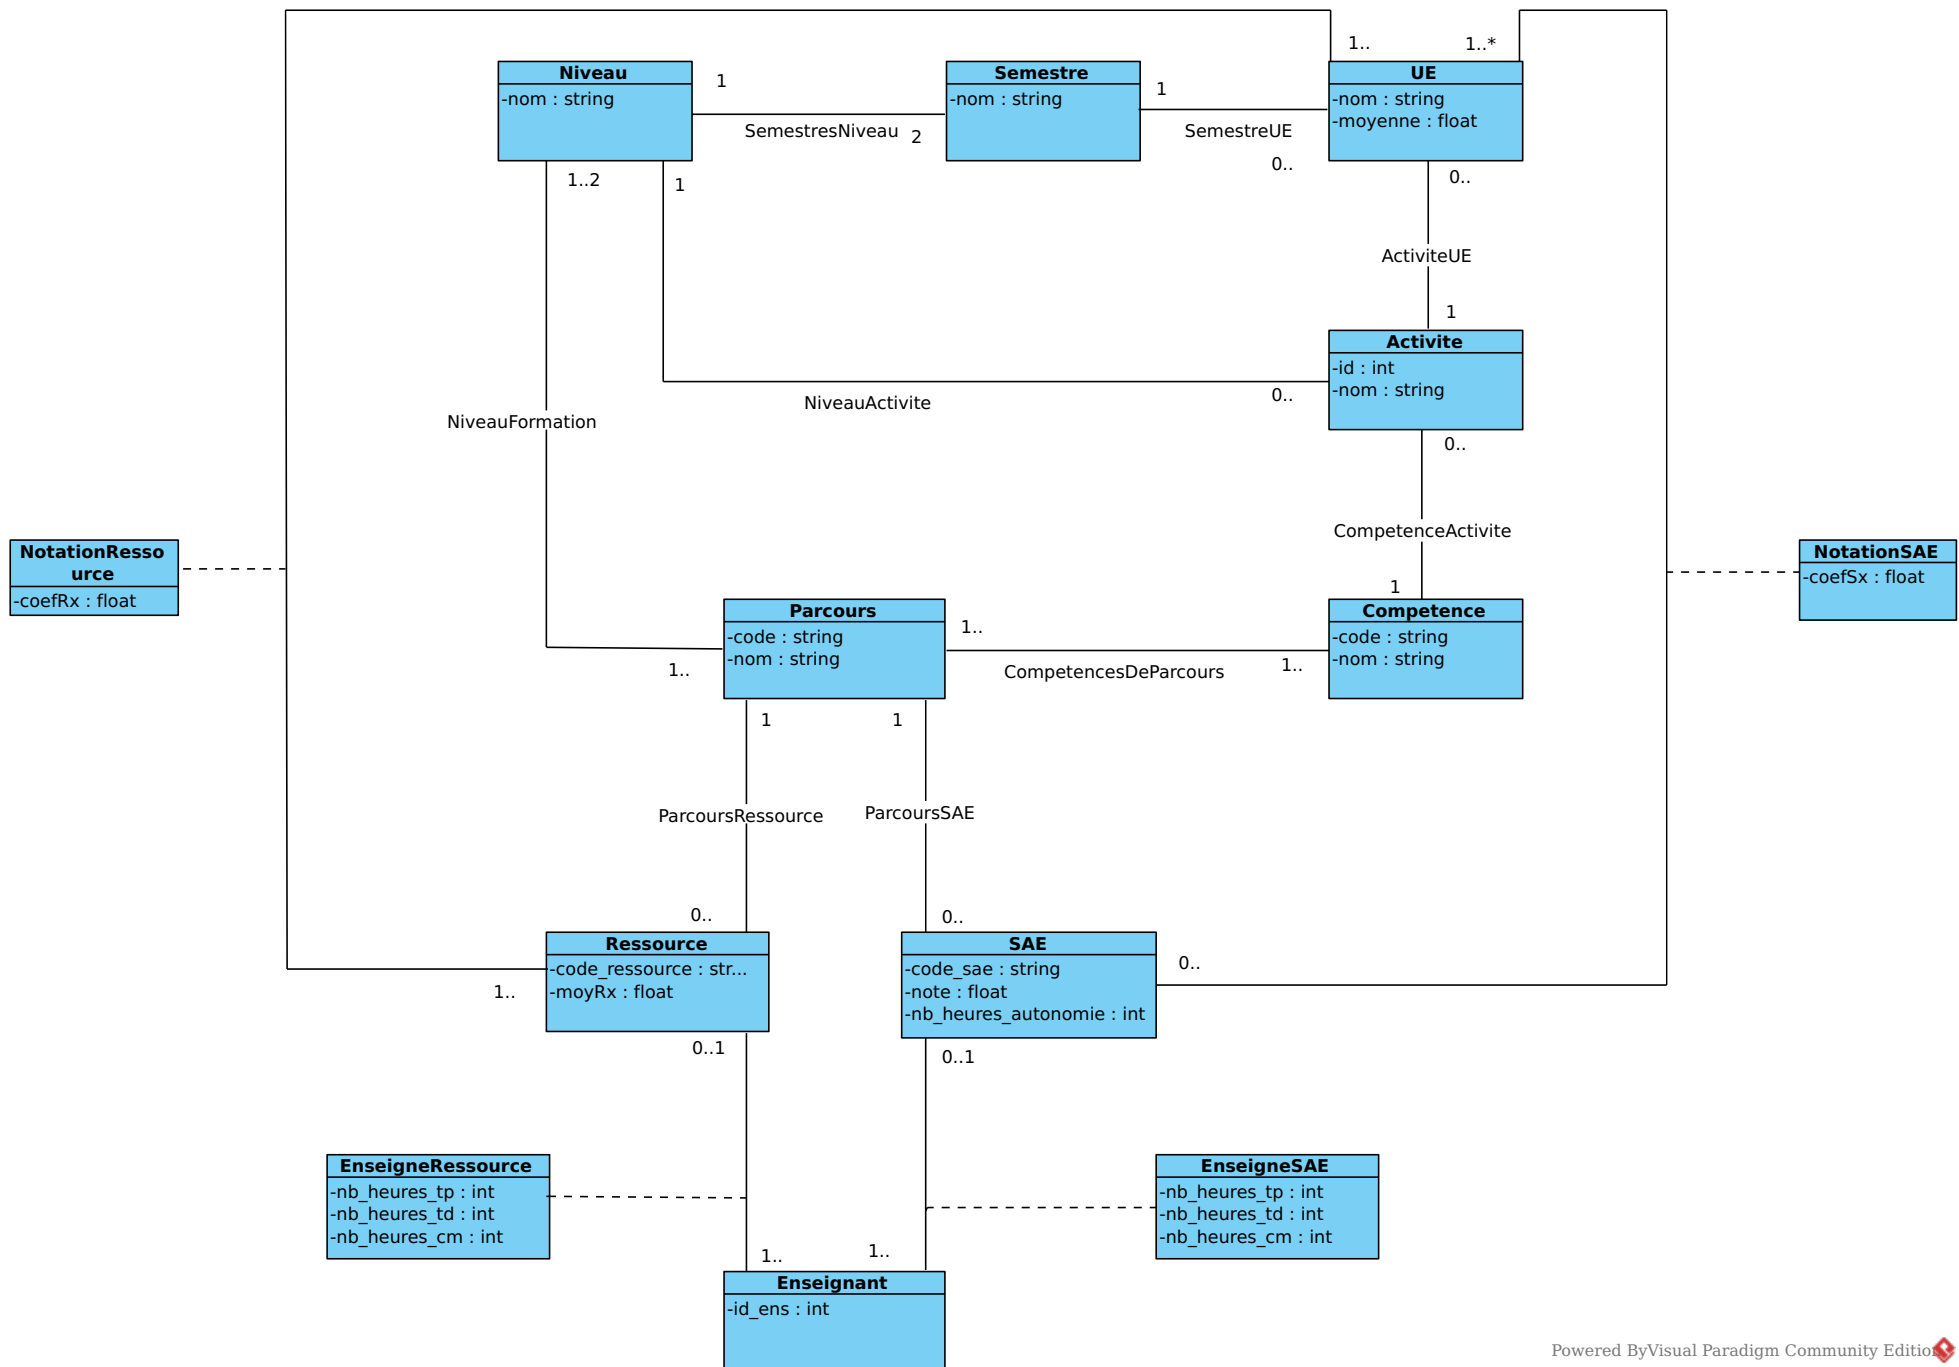 1..
1..*
Niveau
-nom : string
1
SemestresNiveau
2
Semestre
-nom : string
1
SemestreUE
0..
UE
-nom : string
-moyenne : float
1..2
1
0..
ActiviteUE
1
Activite
-id : int
-nom : string
0..
NiveauActivite
NiveauFormation
0..
CompetenceActivite
1
NotationResso
urce
-coefRx : float
NotationSAE
-coefSx : float
Parcours
-code : string
-nom : string
1..
1..
CompetencesDeParcours
1..
Competence
-code : string
-nom : string
1
1
ParcoursRessource
ParcoursSAE
0..
0..
Ressource
-code_ressource : str...
-moyRx : float
1..
SAE
-code_sae : string
-note : float
-nb_heures_autonomie : int
0..
0..1
0..1
EnseigneRessource
-nb_heures_tp : int
-nb_heures_td : int
-nb_heures_cm : int
EnseigneSAE
-nb_heures_tp : int
-nb_heures_td : int
-nb_heures_cm : int
1..
1..
Enseignant
-id_ens : int
Powered ByVisual Paradigm Community Edition